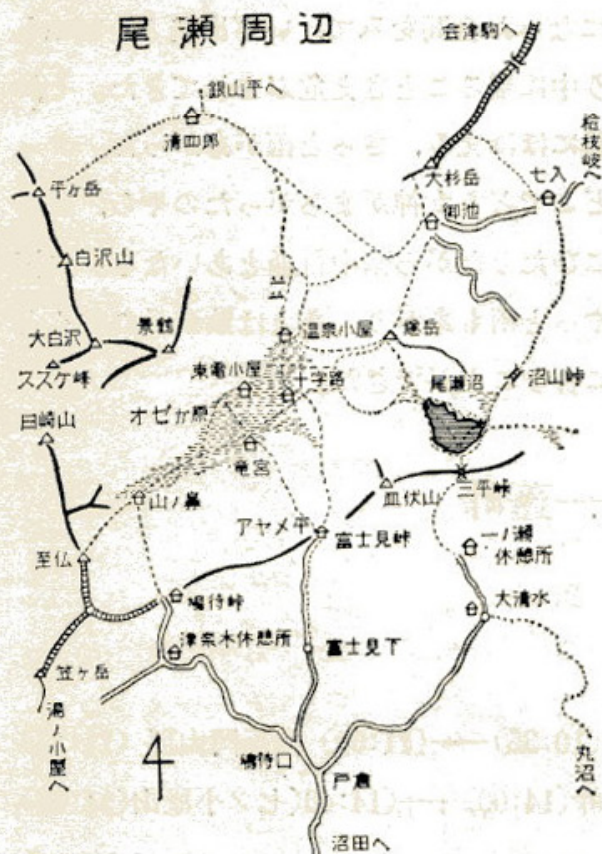 尾瀬周辺
会津駒へ
銀山平へ
清四郎
桧枝岐へ
平ヶ岳
大杉岳
七入
御池
白沢山
大白沢
景鶴
ススケ峰
温泉小屋
燧岳
東電小屋
十字路
尾瀬沼
沼山峠
オゼガ原
臼崎山
竜宮
山ノ鼻
皿伏山
三平峠
アヤメ平
富士見峠
一ノ瀬
休憩所
至仏
鳩待峠
大清水
津奈木休憩所
富士見下
笠ヶ岳
湯ノ小屋へ
鳩待口
戸倉
丸沼へ
沼田へ